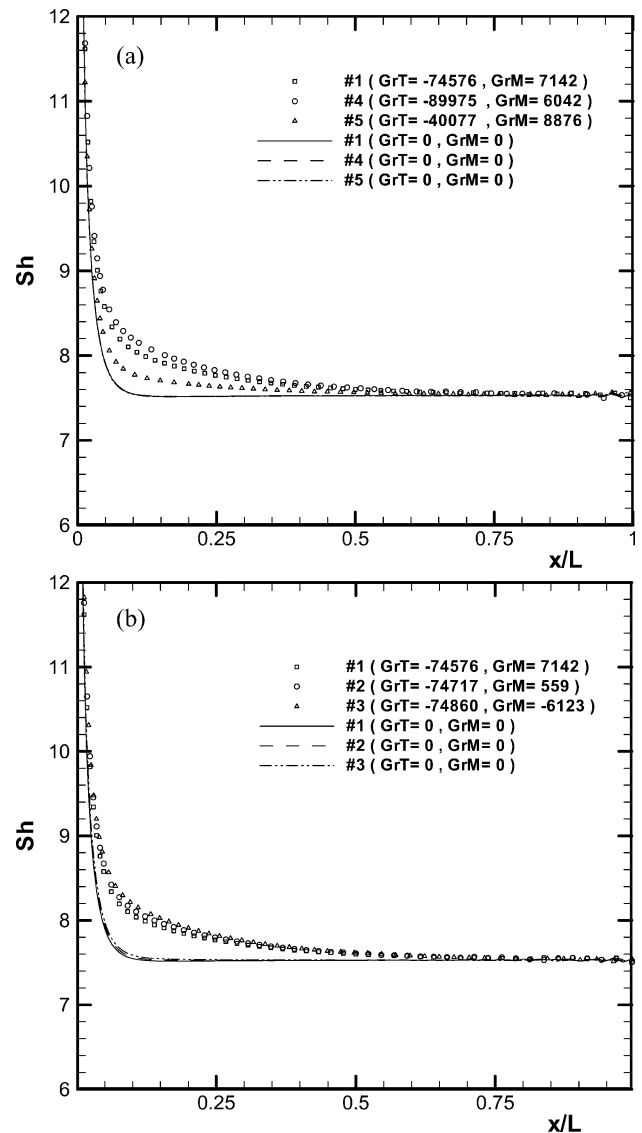 12
(a)
#1 ( GrT= -74576 , GrM= 7142 )
#4 ( GrT= -89975 , GrM= 6042 )
#5 ( GrT= -40077 , GrM= 8876 )
#1 ( GrT= 0 , GrM= 0 )
#4 ( GrT= 0 , GrM= 0 )
#5 ( GrT= 0 , GrM= 0 )
11
10
9
Sh
8
7
6
0 0.25 0.5 0.75 1
x/L
12
(b)
#1 ( GrT= -74576 , GrM= 7142 )
#2 ( GrT= -74717 , GrM= 559 )
#3 ( GrT= -74860 , GrM= -6123 )
#1 ( GrT= 0 , GrM= 0 )
#2 ( GrT= 0 , GrM= 0 )
#3 ( GrT= 0 , GrM= 0 )
11
10
9
Sh
8
7
6
0.25 0.5 0.75 1
x/L